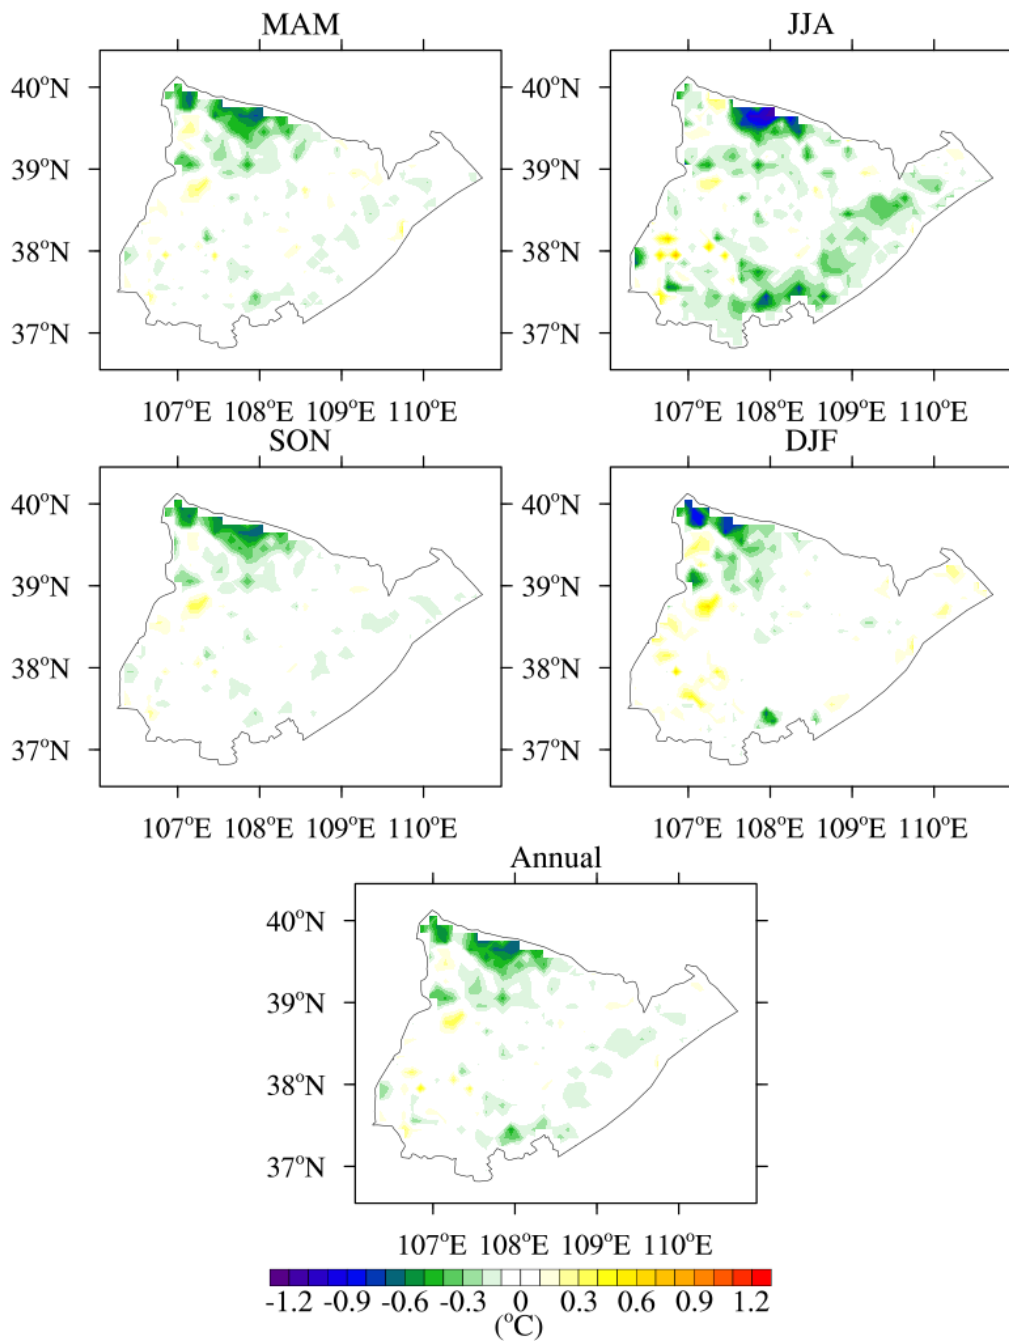 MAM JJA
40°N 40°N
39°N 39°N
38°N 38°N
37°N 37°N
107°E 108°E 109°E 110°E 107°E 108°E 109°E 110°E
SON DJF
40°N 40°N
39°N 39°N
38°N 38°N
37°N 37°N
107°E 108°E 109°E 110°E 107°E 108°E 109°E 110°E
Annual
40°N
39°N
38°N
37°N
107°E 108°E 109°E 110°E
-1.2 -0.9 -0.6 -0.3 0 0.3 0.6 0.9 1.2
(°C)